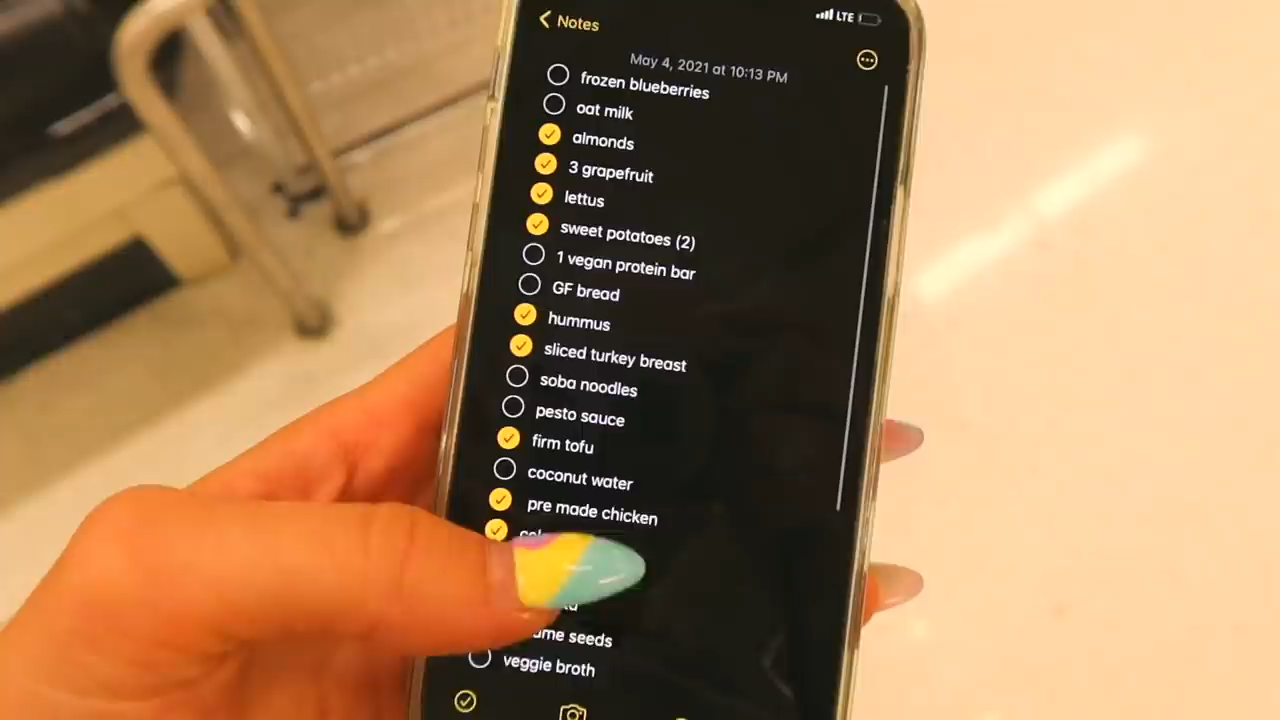 Notes
LTE
May 4, 2021 at 10:13 PM
frozen blueberries
oat milk
almonds
3 grapefruit
lettus
sweet potatoes (2)
1 vegan protein bar
GF bread
hummus
sliced turkey breast
soba noodles
pesto sauce
firm tofu
coconut water
pre made chicken
seeds
veggie broth